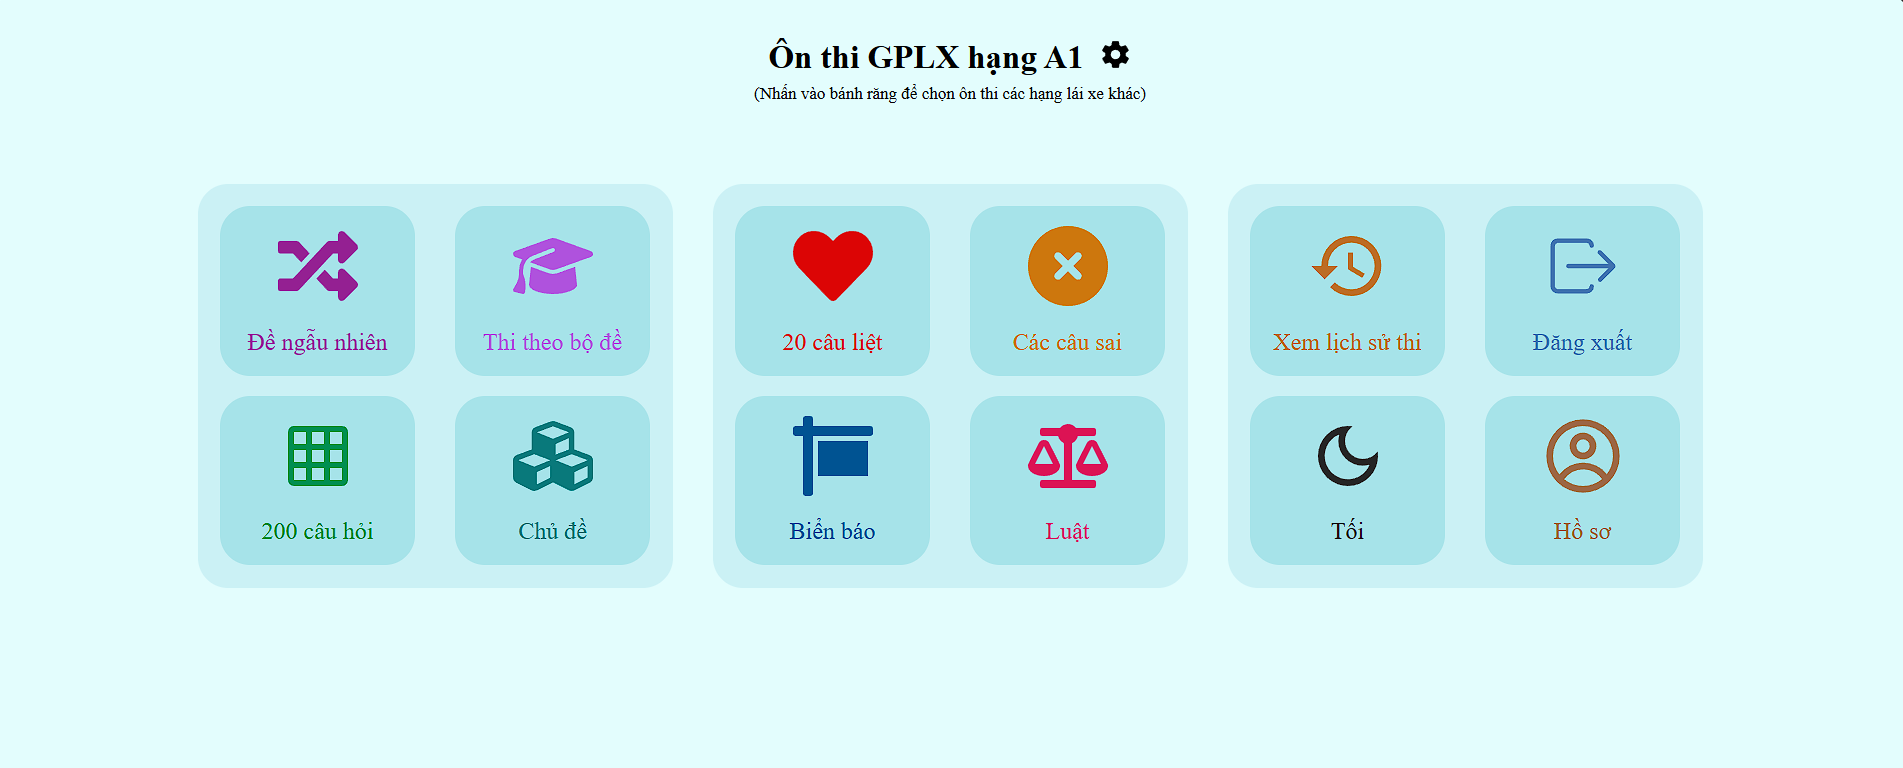 Ôn thi GPLX hạng A1
(Nhấn vào bánh răng để chọn ôn thi các hạng lái xe khác)
Đề ngẫu nhiên
Thi theo bộ đề
20 câu liệt
Các câu sai
Xem lịch sử thi
Đăng xuất
200 câu hỏi
Chủ đề
Biển báo
Luật
Tối
Hồ sơ